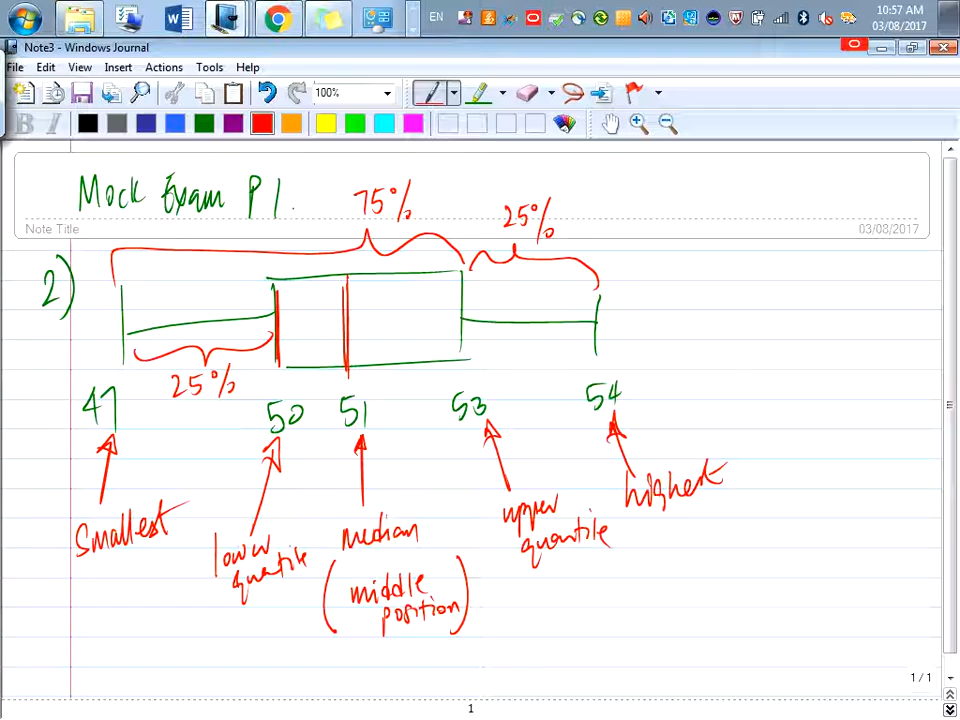 EN
10:57 AM
03/08/2017
Note3 - Windows Journal
File Edit View Insert Actions Tools Help
100%
B I
Mock Exam P1.
75%
25%
Note Title
03/08/2017
2)
25%
47 50 51 53 54
smallest
lower
quantile
median
(middle
position)
upper
quantile
highest
1 / 1
1